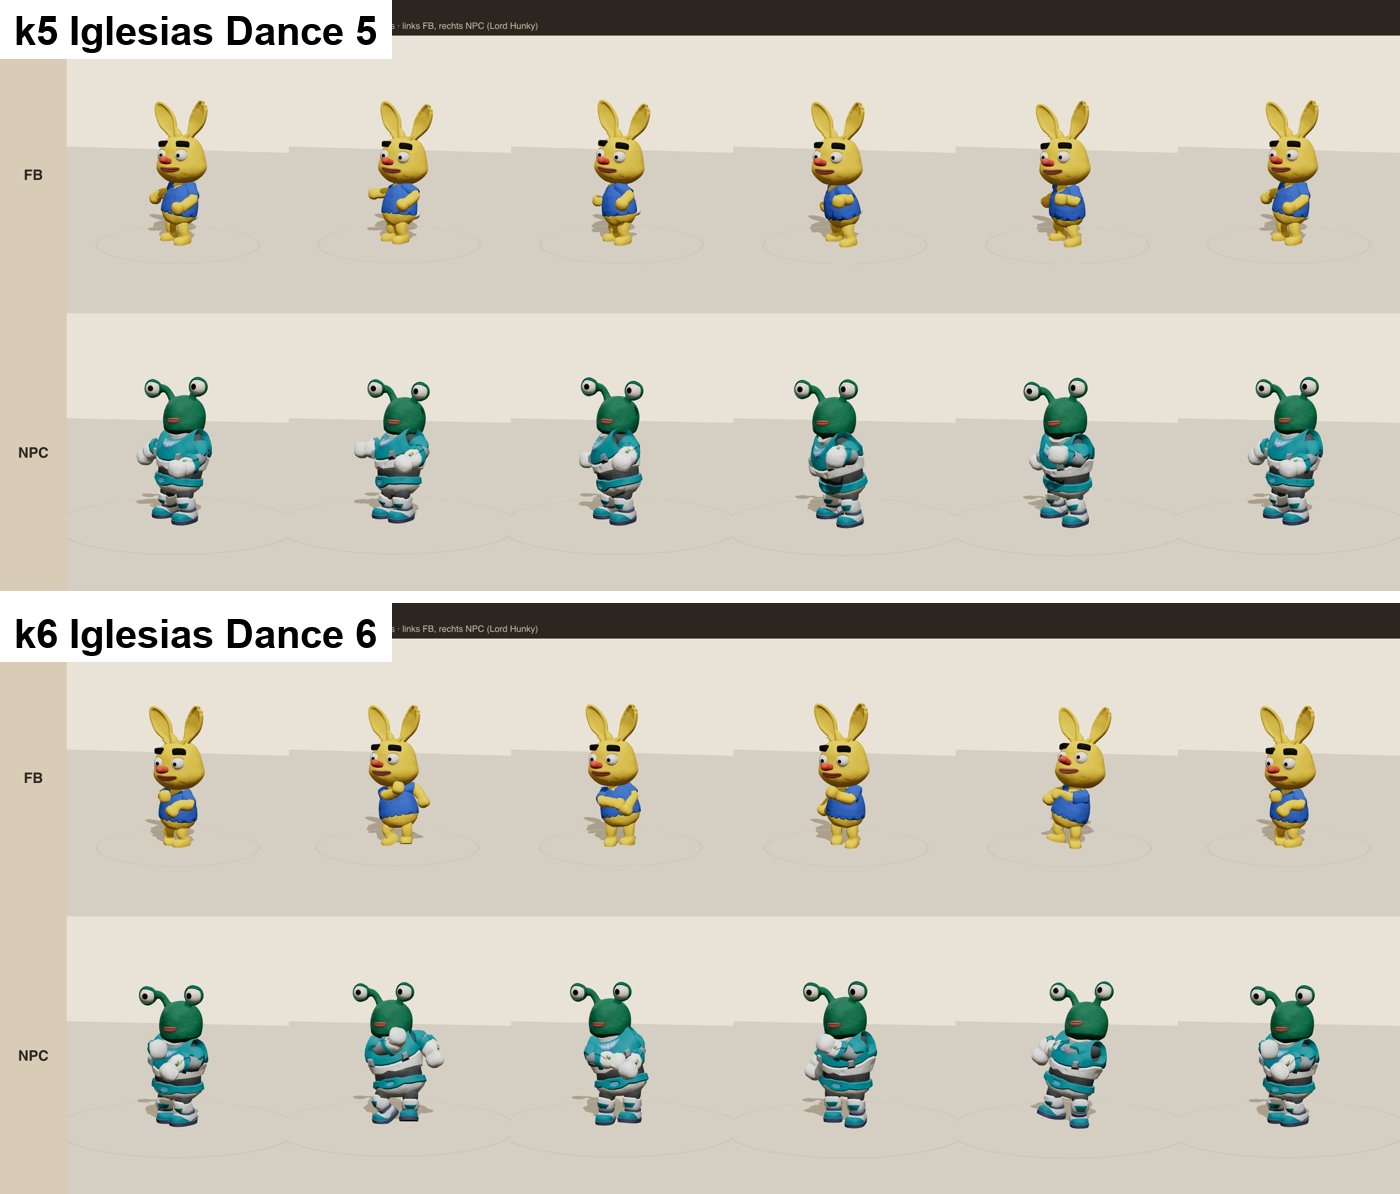 k5 Iglesias Dance 5
· links FB, rechts NPC (Lord Hunky)
FB
NPC
k6 Iglesias Dance 6
· links FB, rechts NPC (Lord Hunky)
FB
NPC